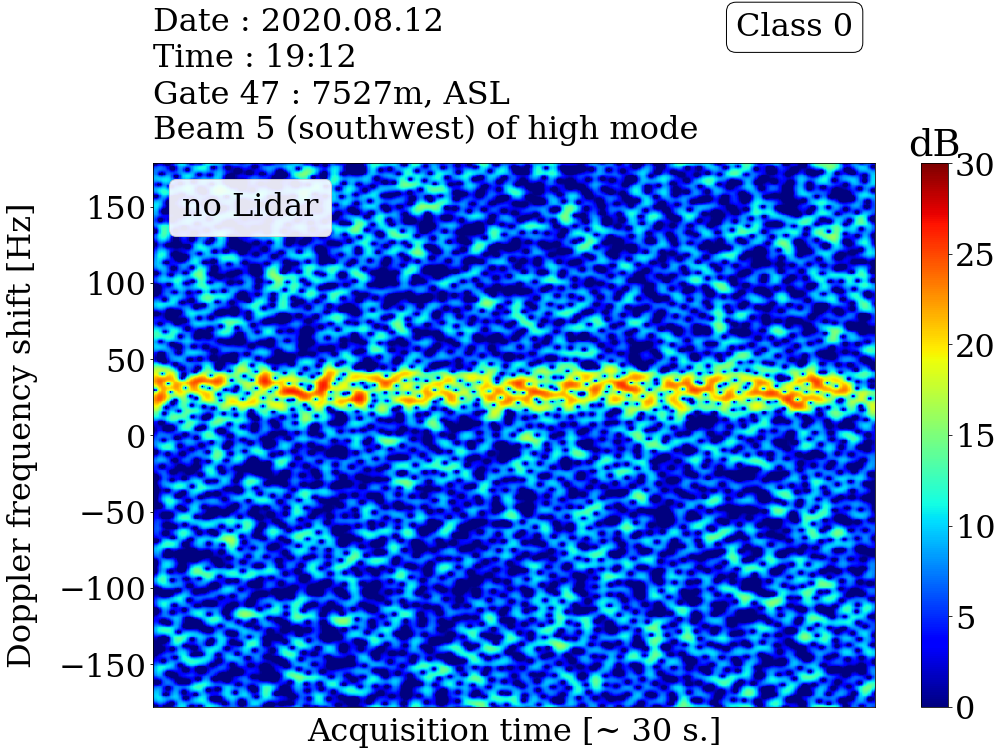 Date : 2020.08.12
Time : 19:12
Gate 47 : 7527m, ASL
Beam 5 (southwest) of high mode
Class 0
dB
no Lidar
Doppler frequency shift [Hz]
150
100
50
0
−50
−100
−150
30
25
20
15
10
5
0
Acquisition time [~ 30 s.]